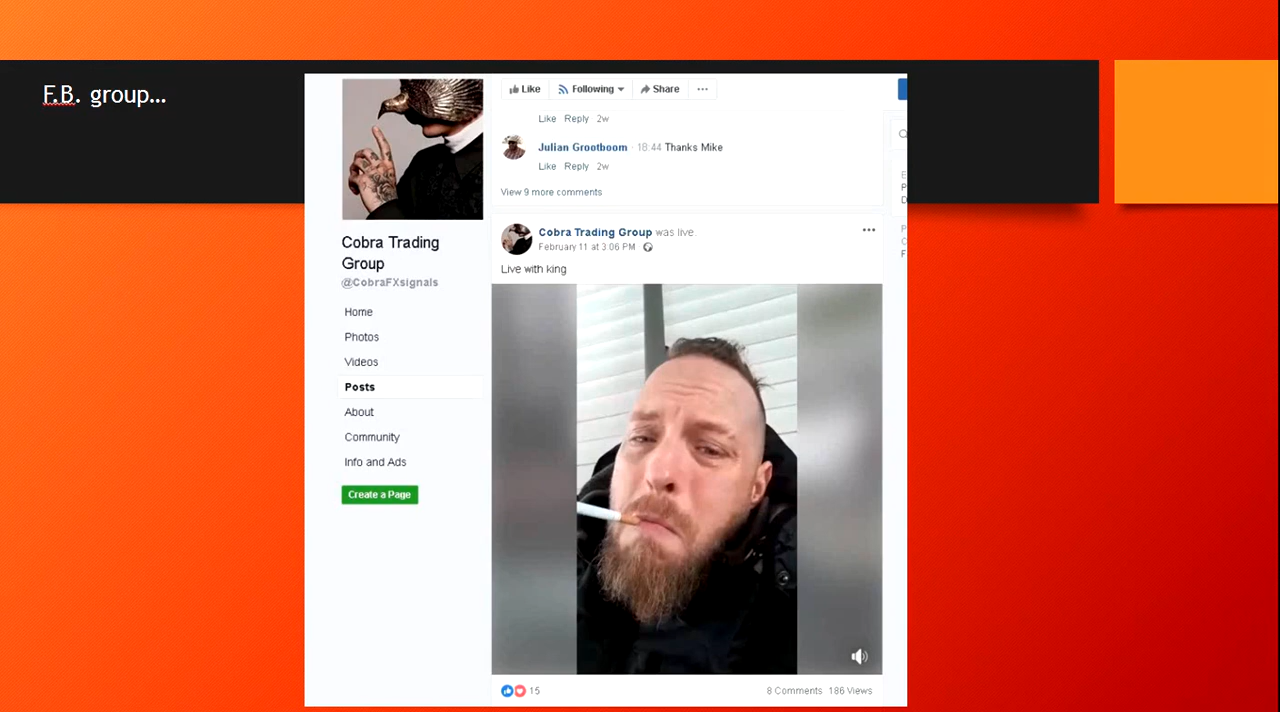 F.B. group...
Like Following Share ...
Like Reply 2w
Julian Grootboom · 18:44 Thanks Mike
Like Reply 2w
View 9 more comments
Cobra Trading Group
@CobraFXsignals
Home
Photos
Videos
Posts
About
Community
Info and Ads
Create a Page
Cobra Trading Group was live.
February 11 at 3:06 PM
Live with king
15
8 Comments 186 Views
E
P
D
P
C
F